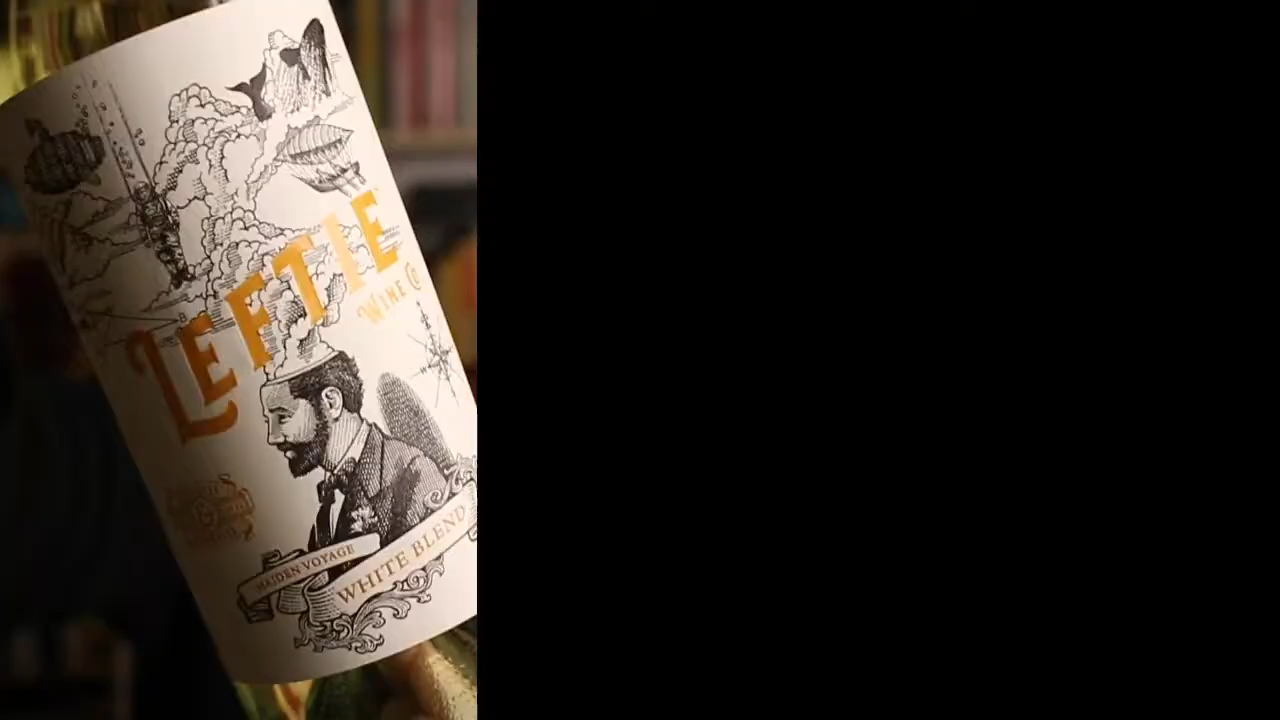 LEFTIE
WINE CO
W
MAIDEN VOYAGE
WHITE BLEND